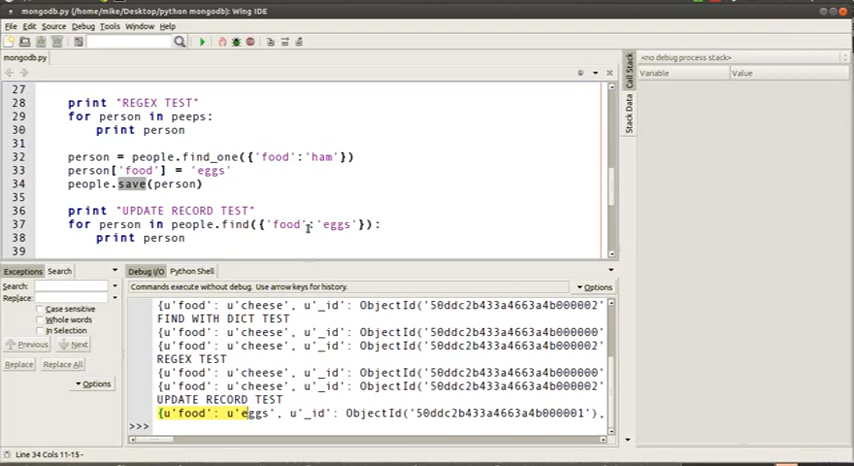 mongodb.py (/home/mike/Desktop/python mongodb): Wing IDE
File Edit Source Debug Tools Window Help
mongodb.py
27
28 print "REGEX TEST"
29 for person in peeps:
30 print person
31
32 person = people.find_one({'food':'ham'})
33 person['food'] = 'eggs'
34 people.save(person)
35
36 print "UPDATE RECORD TEST"
37 for person in people.find({'food':'eggs'}):
38 print person
39
Call Stack
Stack Data
<no debug process stack>
Variable Value
Exceptions Search
Search:
Replace:
Case sensitive
Whole words
In Selection
Previous Next
Replace Replace All
Options
Debug I/O Python Shell
Commands execute without debug. Use arrow keys for history.
Options
{u'food': u'cheese', u'_id': ObjectId('50ddc2b433a4663a4b000002'
FIND WITH DICT TEST
{u'food': u'cheese', u'_id': ObjectId('50ddc2b433a4663a4b000000'
{u'food': u'cheese', u'_id': ObjectId('50ddc2b433a4663a4b000002'
REGEX TEST
{u'food': u'cheese', u'_id': ObjectId('50ddc2b433a4663a4b000000'
{u'food': u'cheese', u'_id': ObjectId('50ddc2b433a4663a4b000002'
UPDATE RECORD TEST
{u'food': u'eggs', u'_id': ObjectId('50ddc2b433a4663a4b000001'),
>>>
Line 34 Cols 11-15 -